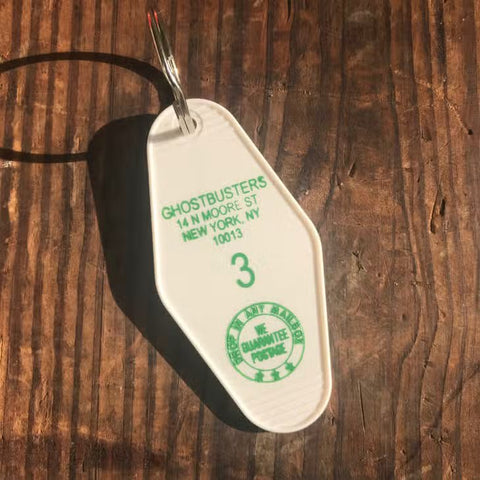 GHOSTBUSTERS
14 N MOORE ST
NEW YORK, NY
10013
3
DROP IN ANY MAILBOX
WE
GUARANTEE
POSTAGE